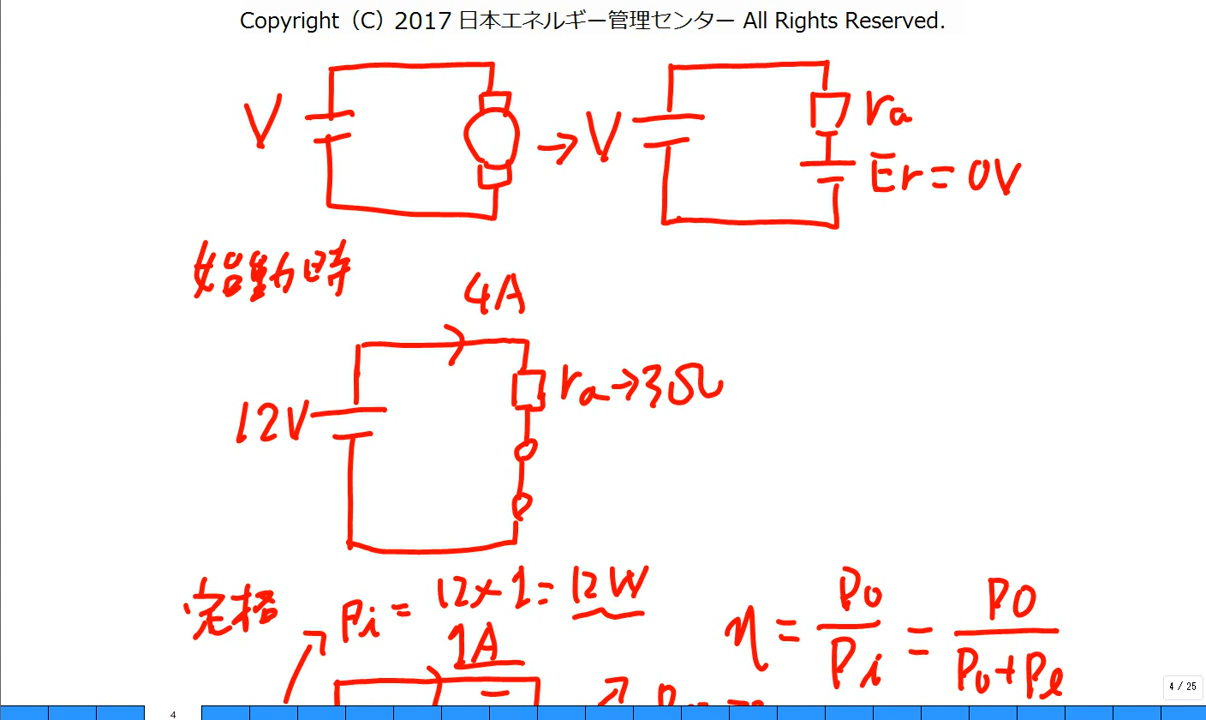 Copyright（C）2017 日本エネルギー管理センター All Rights Reserved.
V → V ra
Er=0V
始動時
4A
12V ra→3Ω
定格 Pi= 12×1=12W
1A
η = Po/Pi = Po/(Po+Pl)
4 / 25
4